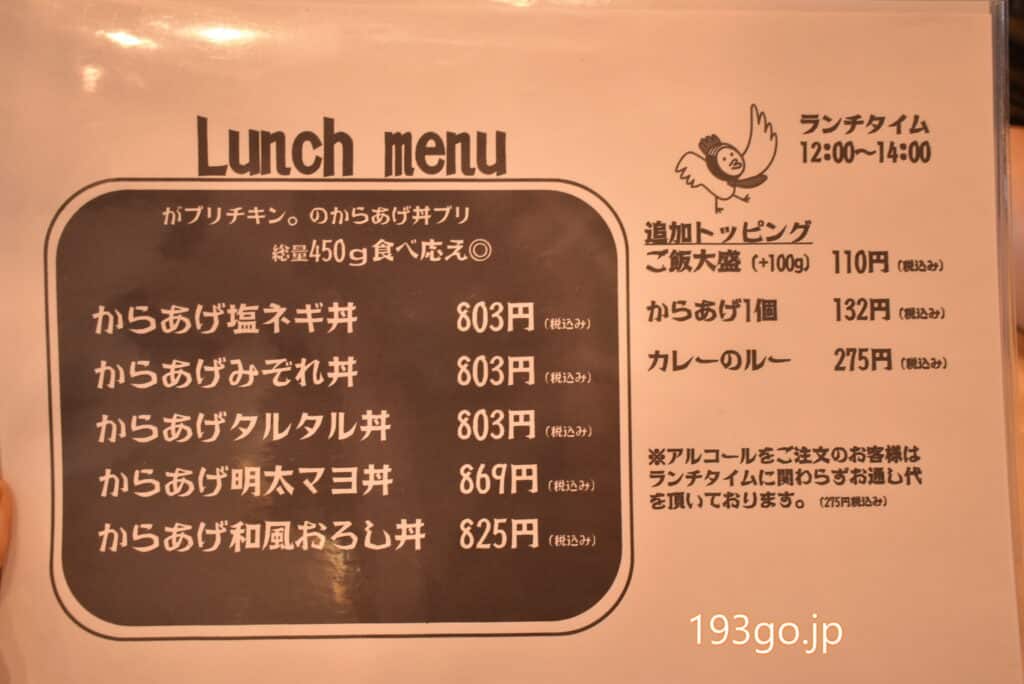 Lunch menu
がブリチキン。のからあげ丼ブリ
総量450g食べ応え◎
からあげ塩ネギ丼 803円(税込み)
からあげみぞれ丼 803円(税込み)
からあげタルタル丼 803円(税込み)
からあげ明太マヨ丼 869円(税込み)
からあげ和風おろし丼 825円(税込み)
ランチタイム
12:00〜14:00
追加トッピング
ご飯大盛(+100g) 110円(税込み)
からあげ1個 132円(税込み)
カレーのルー 275円(税込み)
※アルコールをご注文のお客様は
ランチタイムに関わらずお通し代
を頂いております。(275円税込み)
193go.jp